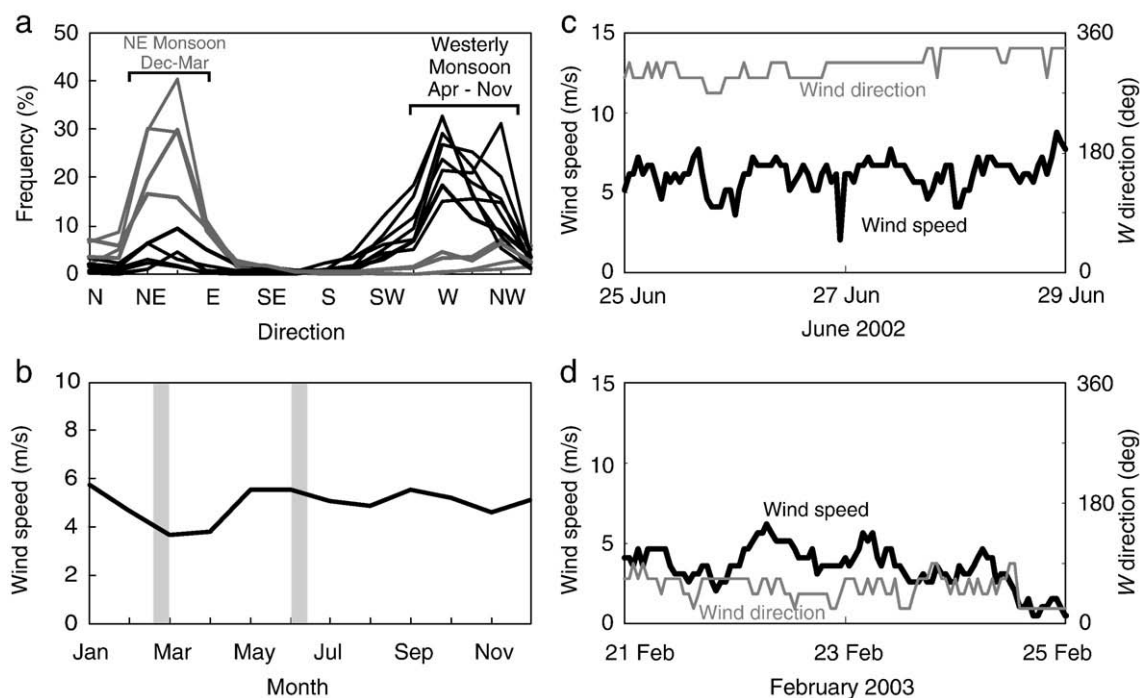 a
50
40
30
20
10
0
Frequency (%)
NE Monsoon
Dec-Mar
Westerly
Monsoon
Apr - Nov
N NE E SE S SW W NW
Direction
b
10
8
6
4
2
0
Wind speed (m/s)
Jan Mar May Jul Sep Nov
Month
c
15
10
5
0
Wind speed (m/s)
Wind direction
Wind speed
360
180
0
W direction (deg)
25 Jun 27 Jun 29 Jun
June 2002
d
15
10
5
0
Wind speed (m/s)
Wind speed
Wind direction
360
180
0
W direction (deg)
21 Feb 23 Feb 25 Feb
February 2003